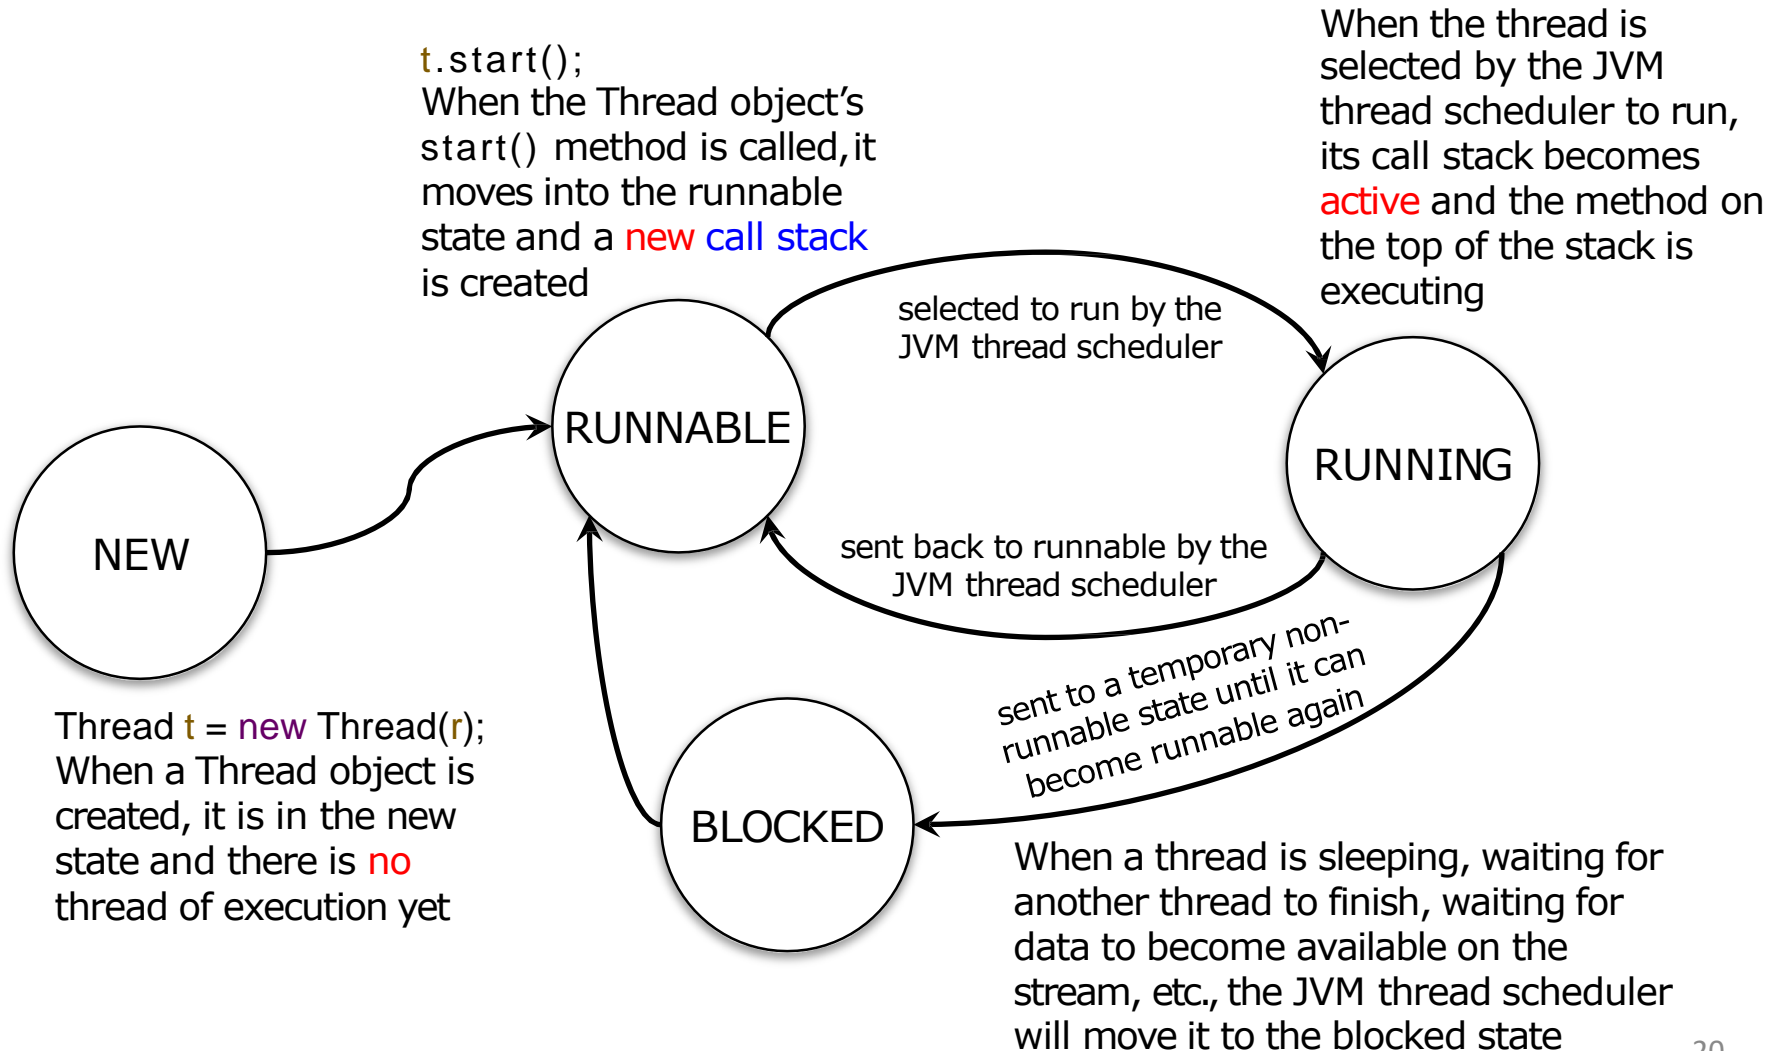 t.start();
When the Thread object’s
start() method is called, it
moves into the runnable
state and a new call stack
is created
When the thread is
selected by the JVM
thread scheduler to run,
its call stack becomes
active and the method on
the top of the stack is
executing
selected to run by the
JVM thread scheduler
RUNNABLE
RUNNING
NEW
sent back to runnable by the
JVM thread scheduler
sent to a temporary non-
runnable state until it can
become runnable again
Thread t = new Thread(r);
When a Thread object is
created, it is in the new
state and there is no
thread of execution yet
BLOCKED
When a thread is sleeping, waiting for
another thread to finish, waiting for
data to become available on the
stream, etc., the JVM thread scheduler
will move it to the blocked state
20